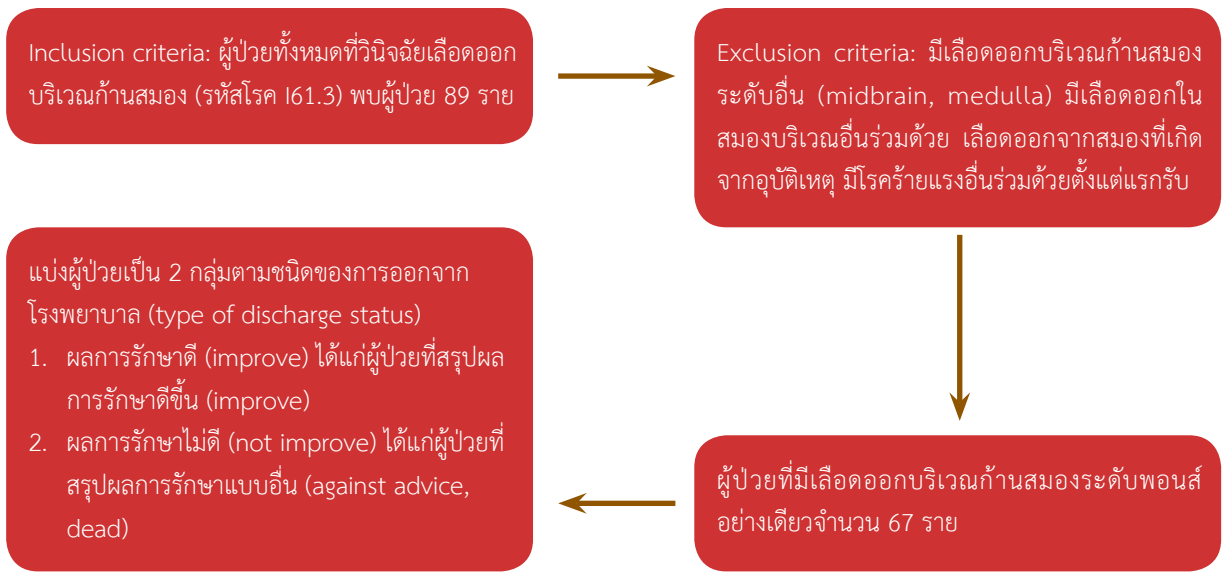 Inclusion criteria: ผู้ป่วยทั้งหมดที่วินิจฉัยเลือดออก
บริเวณก้านสมอง (รหัสโรค I61.3) พบผู้ป่วย 89 ราย
Exclusion criteria: มีเลือดออกบริเวณก้านสมอง
ระดับอื่น (midbrain, medulla) มีเลือดออกใน
สมองบริเวณอื่นร่วมด้วย เลือดออกจากสมองที่เกิด
จากอุบัติเหตุ มีโรคร้ายแรงอื่นร่วมด้วยตั้งแต่แรกรับ
ผู้ป่วยที่มีเลือดออกบริเวณก้านสมองระดับพอนส์
อย่างเดียวจำนวน 67 ราย
แบ่งผู้ป่วยเป็น 2 กลุ่มตามชนิดของการออกจาก
โรงพยาบาล (type of discharge status)
1. ผลการรักษาดี (improve) ได้แก่ผู้ป่วยที่สรุปผล
การรักษาดีขึ้น (improve)
2. ผลการรักษาไม่ดี (not improve) ได้แก่ผู้ป่วยที่
สรุปผลการรักษาแบบอื่น (against advice,
dead)